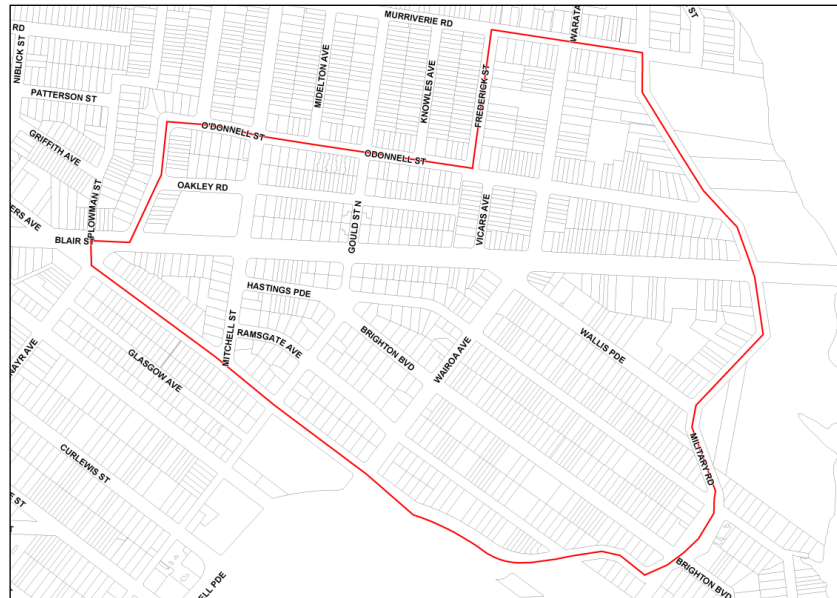 MURRIVERIE RD
RD
NIBLICK ST
WARATA
ST
MIDELTON AVE
KNOWLES AVE
FREDERICK ST
PATTERSON ST
GRIFFITH AVE
O'DONNELL ST
ODONNELL ST
OAKLEY RD
PLOWMAN ST
ERS AVE
BLAIR ST
GOULD ST N
VICARS AVE
HASTINGS PDE
MITCHELL ST
RAMSGATE AVE
BRIGHTON BVD
WAIROA AVE
WALLIS PDE
NAYR AVE
GLASGOW AVE
CURLEWIS ST
MILITARY RD
E ST
T
ELL PDE
BRIGHTON BVD